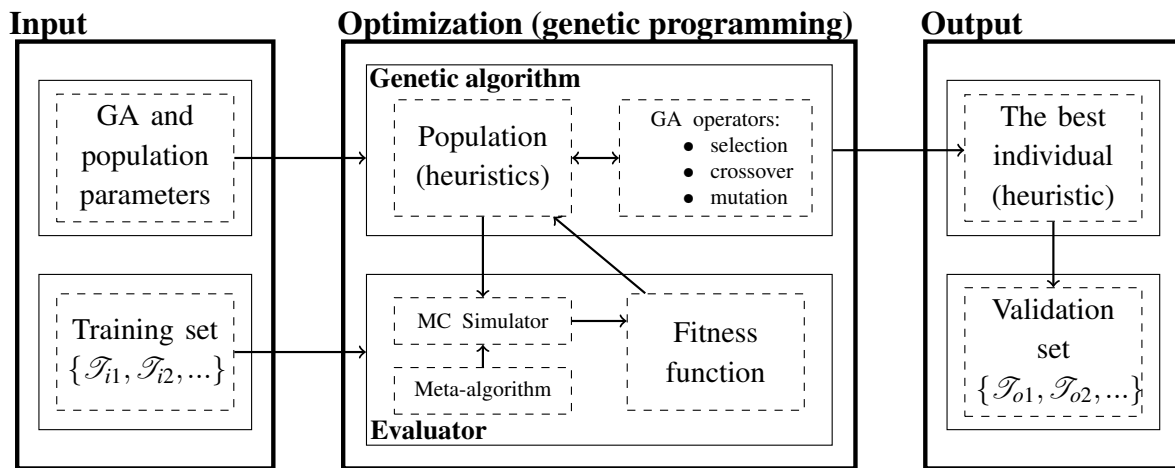 Input
GA and
population
parameters
Training set
{𝒯i1, 𝒯i2, ...}
Optimization (genetic programming)
Genetic algorithm
Population
(heuristics)
GA operators:
• selection
• crossover
• mutation
MC Simulator
Meta-algorithm
Fitness
function
Evaluator
Output
The best
individual
(heuristic)
Validation
set
{𝒯o1, 𝒯o2, ...}